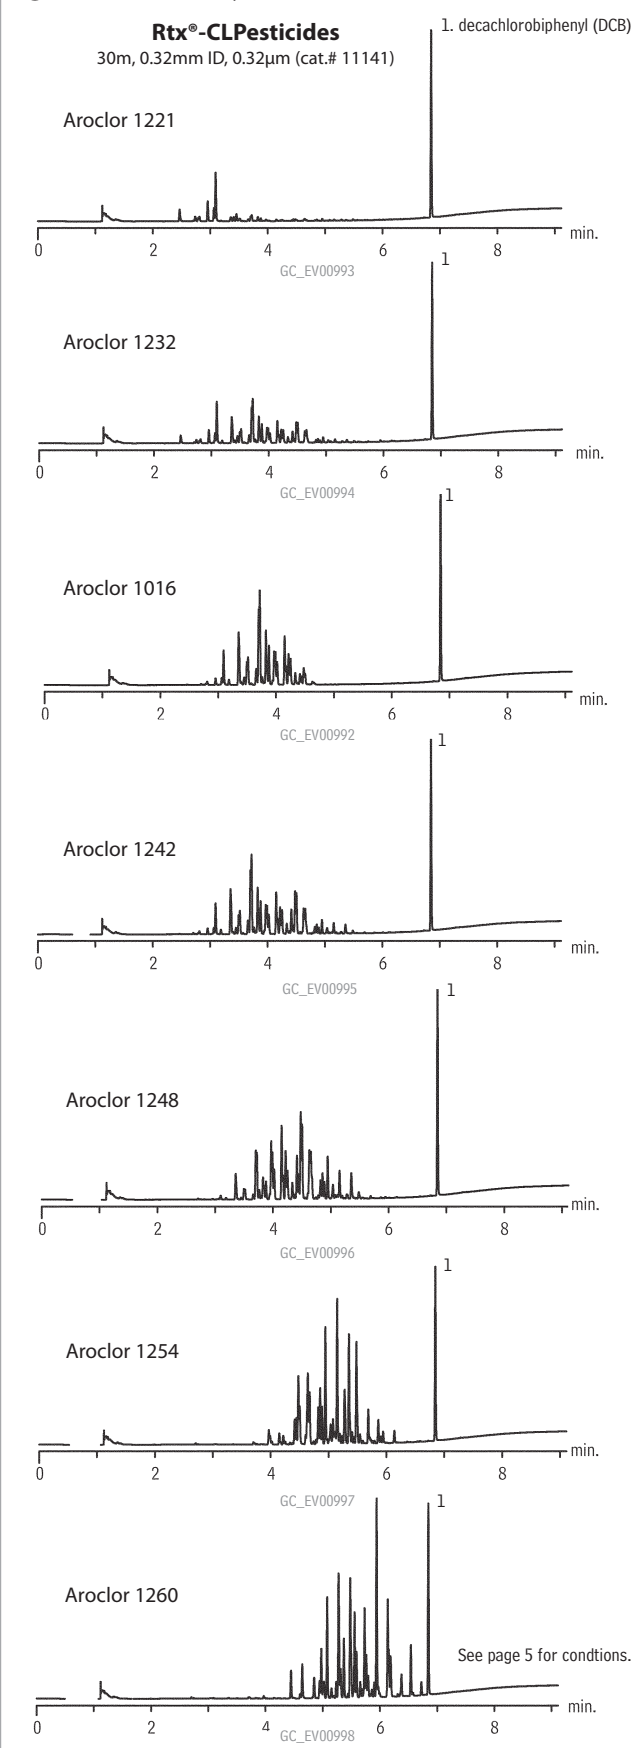 Rtx®-CLPesticides
30m, 0.32mm ID, 0.32µm (cat.# 11141)
1. decachlorobiphenyl (DCB)
Aroclor 1221
0 2 4 6 8 min.
GC_EV00993
1
Aroclor 1232
0 2 4 6 8 min.
GC_EV00994
1
Aroclor 1016
0 2 4 6 8 min.
GC_EV00992
1
Aroclor 1242
0 2 4 6 8 min.
GC_EV00995
1
Aroclor 1248
0 2 4 6 8 min.
GC_EV00996
1
Aroclor 1254
0 2 4 6 8 min.
GC_EV00997
1
Aroclor 1260
See page 5 for condtions.
0 2 4 6 8 min.
GC_EV00998